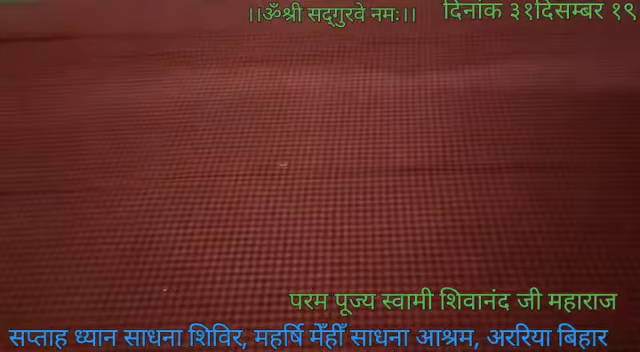 ।।ॐश्री सद्गुरवे नमः।।
दिनांक ३१दिसम्बर १९
परम पूज्य स्वामी शिवानंद जी महाराज
सप्ताह ध्यान साधना शिविर, महर्षि मेँहीँ साधना आश्रम, अररिया बिहार